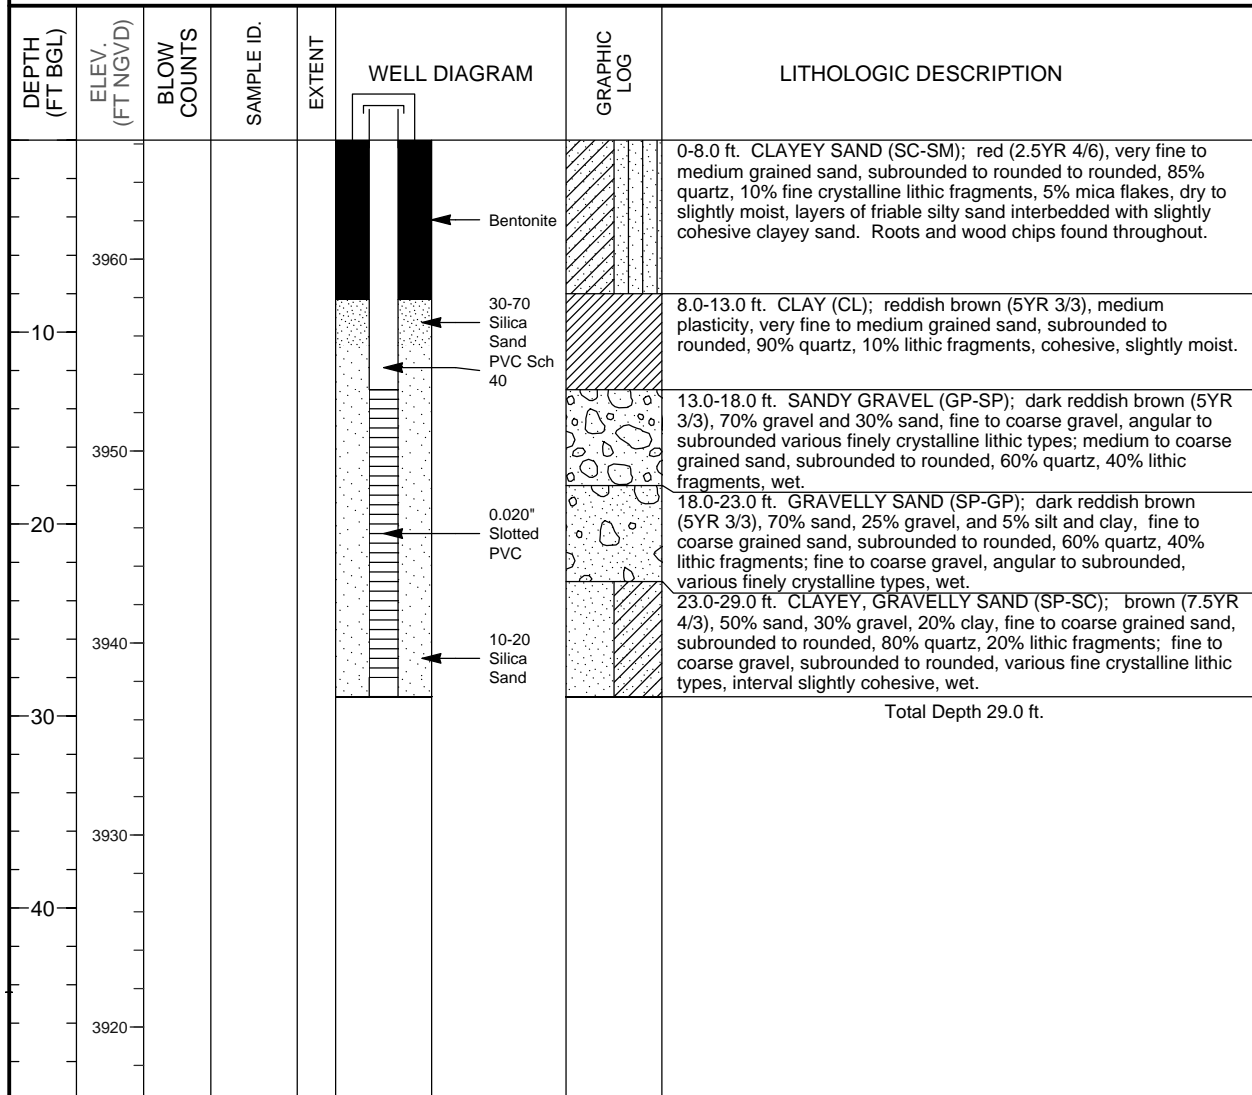 DEPTH
(FT BGL)
ELEV.
(FT NGVD)
BLOW
COUNTS
SAMPLE ID.
EXTENT
WELL DIAGRAM
GRAPHIC
LOG
LITHOLOGIC DESCRIPTION
0-8.0 ft. CLAYEY SAND (SC-SM); red (2.5YR 4/6), very fine to
medium grained sand, subrounded to rounded to rounded, 85%
quartz, 10% fine crystalline lithic fragments, 5% mica flakes, dry to
slightly moist, layers of friable silty sand interbedded with slightly
cohesive clayey sand. Roots and wood chips found throughout.
Bentonite
3960
8.0-13.0 ft. CLAY (CL); reddish brown (5YR 3/3), medium
plasticity, very fine to medium grained sand, subrounded to
rounded, 90% quartz, 10% lithic fragments, cohesive, slightly moist.
30-70
Silica
Sand
10
PVC Sch
40
13.0-18.0 ft. SANDY GRAVEL (GP-SP); dark reddish brown (5YR
3/3), 70% gravel and 30% sand, fine to coarse gravel, angular to
subrounded various finely crystalline lithic types; medium to coarse
grained sand, subrounded to rounded, 60% quartz, 40% lithic
fragments, wet.
3950
18.0-23.0 ft. GRAVELLY SAND (SP-GP); dark reddish brown
(5YR 3/3), 70% sand, 25% gravel, and 5% silt and clay, fine to
coarse grained sand, subrounded to rounded, 60% quartz, 40%
lithic fragments; fine to coarse gravel, angular to subrounded,
various finely crystalline types, wet.
0.020"
Slotted
PVC
20
23.0-29.0 ft. CLAYEY, GRAVELLY SAND (SP-SC); brown (7.5YR
4/3), 50% sand, 30% gravel, 20% clay, fine to coarse grained sand,
subrounded to rounded, 80% quartz, 20% lithic fragments; fine to
coarse gravel, subrounded to rounded, various fine crystalline lithic
types, interval slightly cohesive, wet.
3940
10-20
Silica
Sand
Total Depth 29.0 ft.
30
3930
40
3920